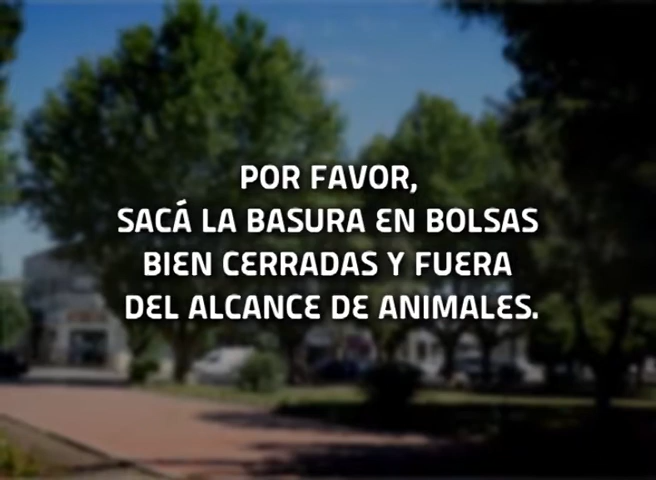 POR FAVOR,
SACÁ LA BASURA EN BOLSAS
BIEN CERRADAS Y FUERA
DEL ALCANCE DE ANIMALES.